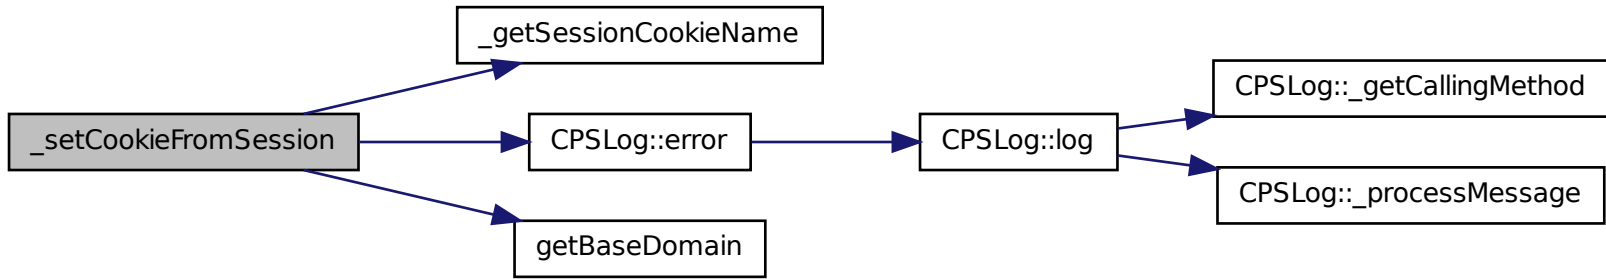 _getSessionCookieName
CPSLog::_getCallingMethod
_setCookieFromSession
CPSLog::error
CPSLog::log
CPSLog::_processMessage
getBaseDomain